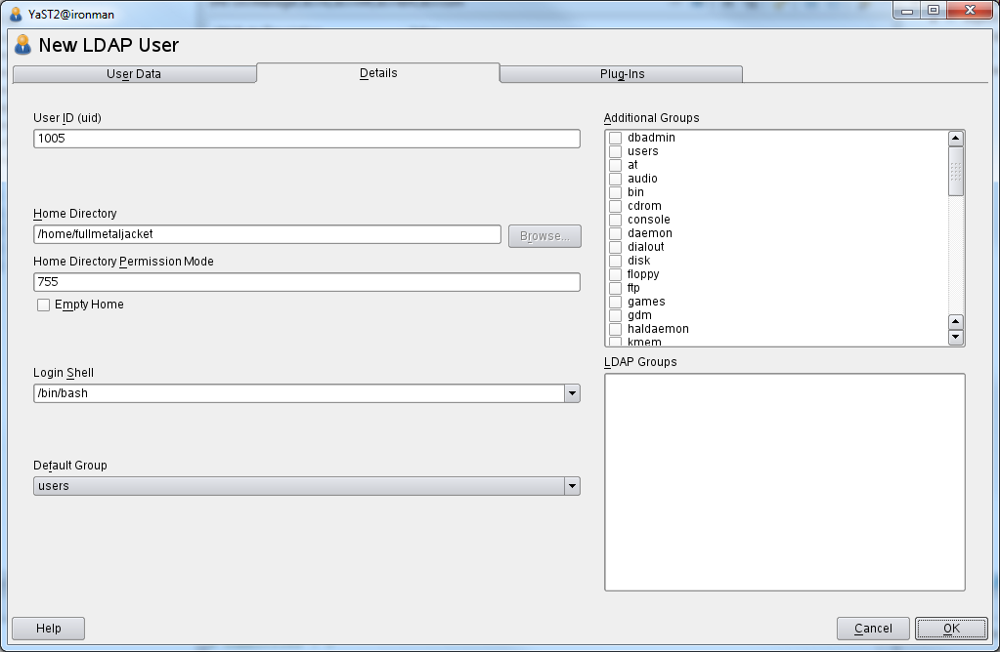 YaST2@ironman
New LDAP User
User Data
Details
Plug-Ins
User ID (uid)
1005
Home Directory
/home/fullmetaljacket
Browse...
Home Directory Permission Mode
755
Empty Home
Login Shell
/bin/bash
Default Group
users
Additional Groups
dbadmin
users
at
audio
bin
cdrom
console
daemon
dialout
disk
floppy
ftp
games
gdm
haldaemon
kmem
LDAP Groups
Help
Cancel
OK